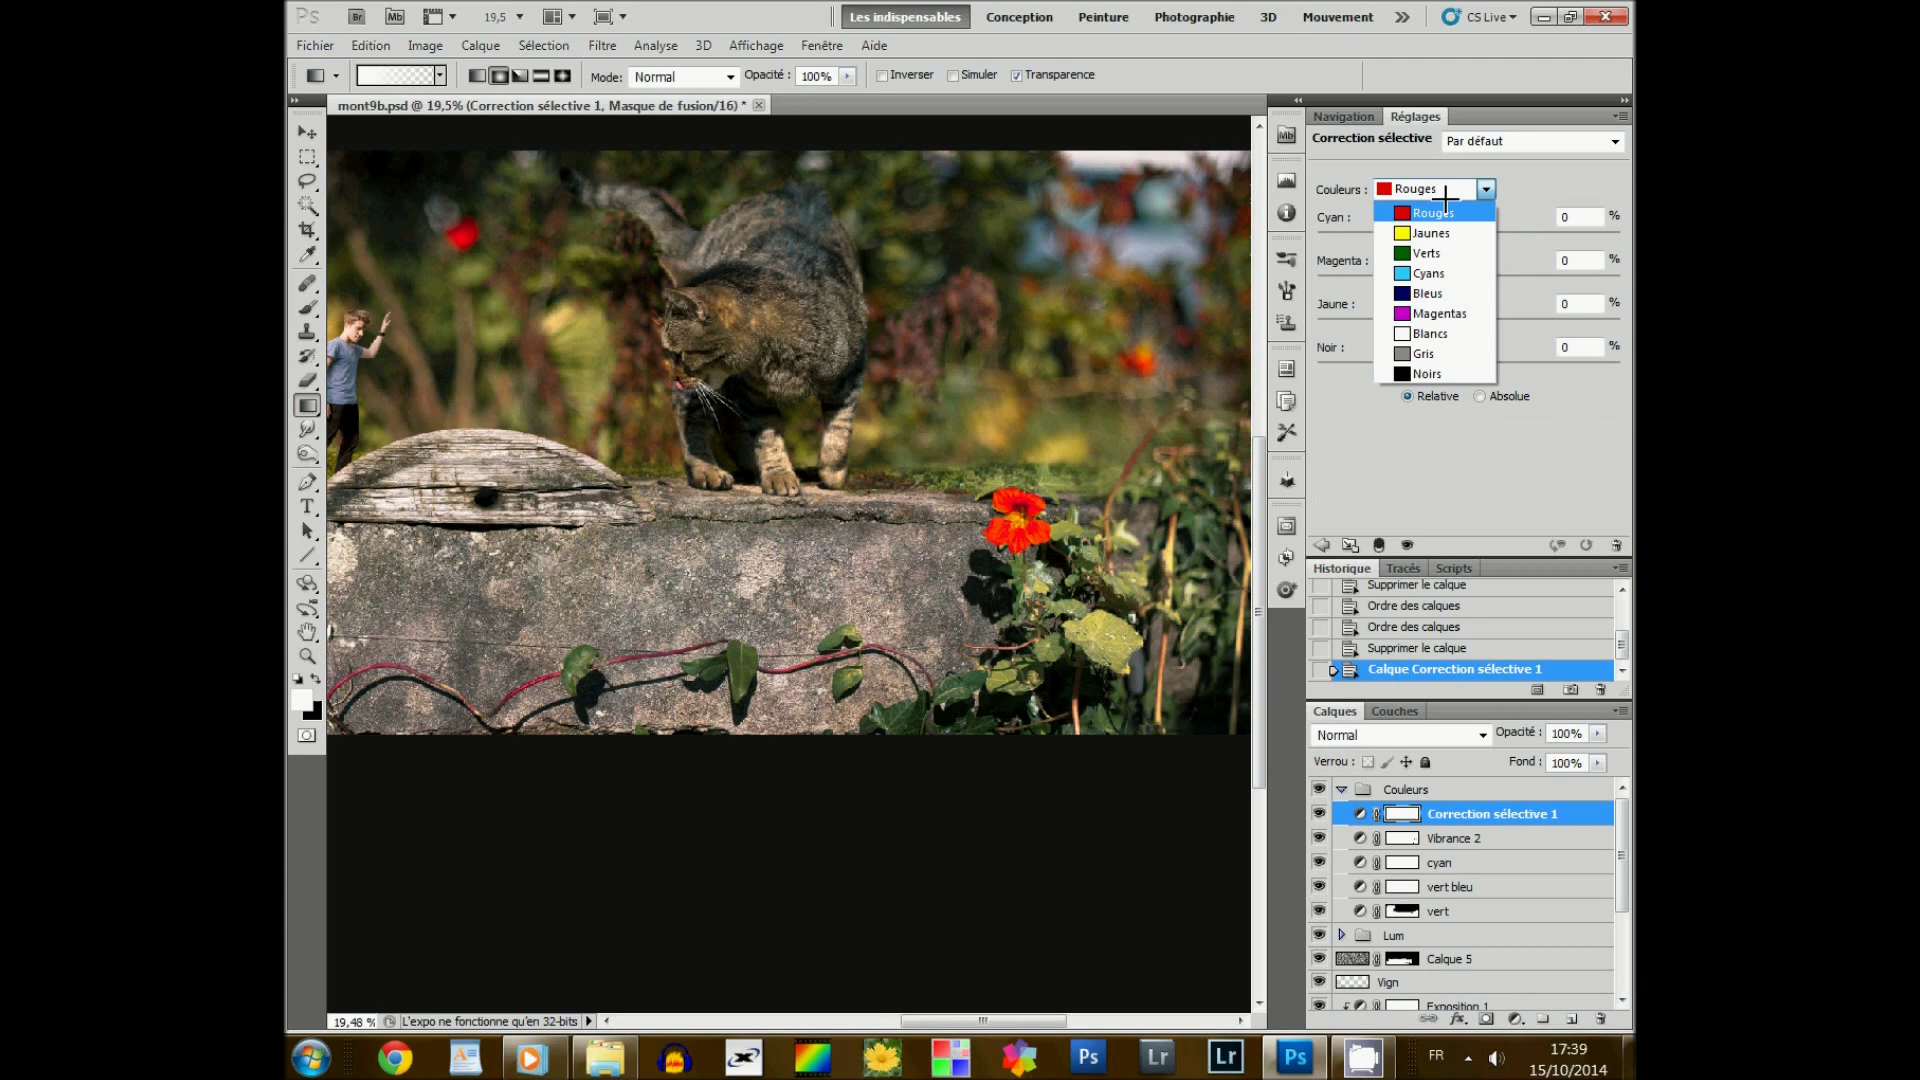 Ps Br Mb 19,5 Les indispensables Conception Peinture Photographie 3D Mouvement CS Live
Fichier Edition Image Calque Sélection Filtre Analyse 3D Affichage Fenêtre Aide
Mode: Normal Opacité : 100% Inverser Simuler Transparence
mont9b.psd @ 19,5% (Correction sélective 1, Masque de fusion/16) *
Navigation Réglages
Correction sélective Par défaut
Couleurs : Rouges
Rouges
Cyan : 0 %
Jaunes
Verts
Magenta : 0 %
Cyans
Bleus
Jaune : 0 %
Magentas
Blancs
Noir : 0 %
Gris
Noirs
Relative Absolue
Historique Tracés Scripts
Supprimer le calque
Ordre des calques
Ordre des calques
Supprimer le calque
Calque Correction sélective 1
Calques Couches
Normal Opacité : 100%
Verrou : Fond : 100%
Couleurs
Correction sélective 1
Vibrance 2
cyan
vert bleu
vert
Lum
Calque 5
Vign
Exposition 1
19,48 % L'expo ne fonctionne qu'en 32-bits
Ps Lr Lr Ps FR 17:39
15/10/2014